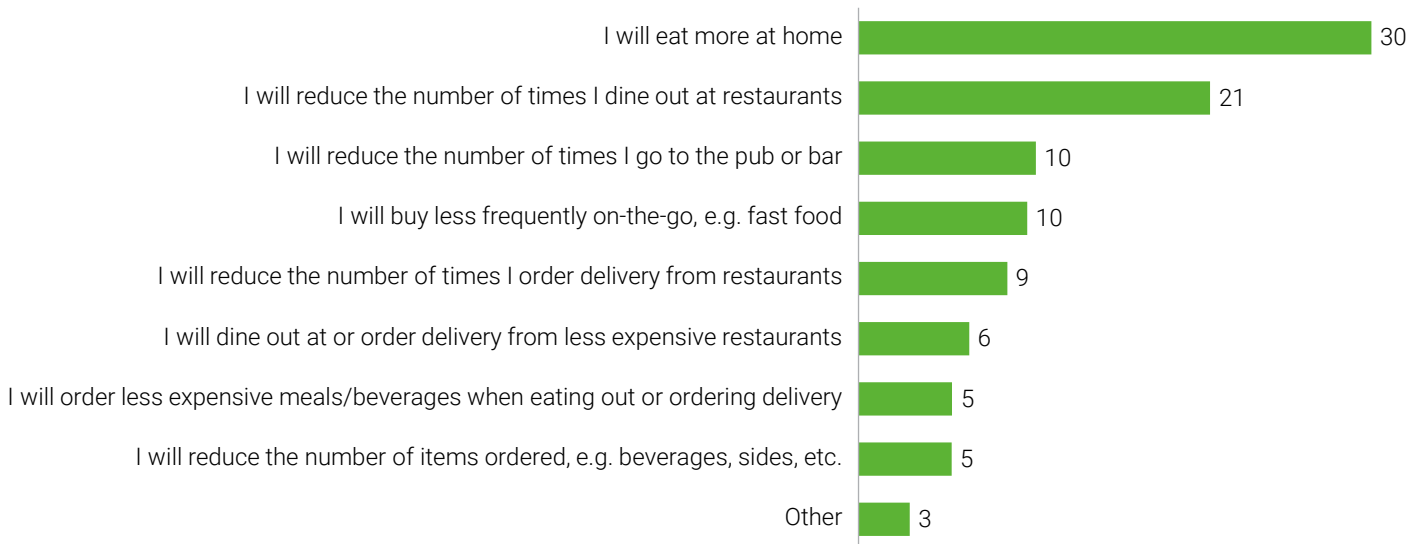 I will eat more at home 30
I will reduce the number of times I dine out at restaurants 21
I will reduce the number of times I go to the pub or bar 10
I will buy less frequently on-the-go, e.g. fast food 10
I will reduce the number of times I order delivery from restaurants 9
I will dine out at or order delivery from less expensive restaurants 6
I will order less expensive meals/beverages when eating out or ordering delivery 5
I will reduce the number of items ordered, e.g. beverages, sides, etc. 5
Other 3